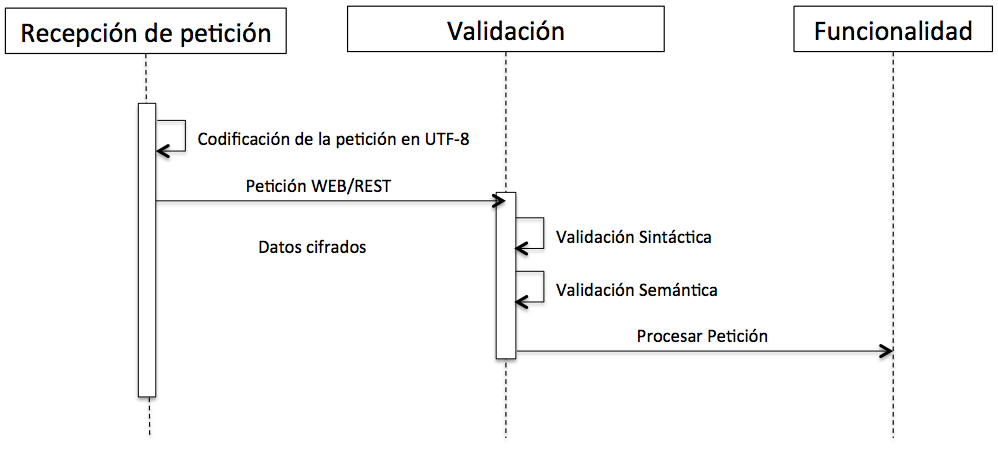 Recepción de petición
Validación
Funcionalidad
Codificación de la petición en UTF-8
Petición WEB/REST
Datos cifrados
Validación Sintáctica
Validación Semántica
Procesar Petición